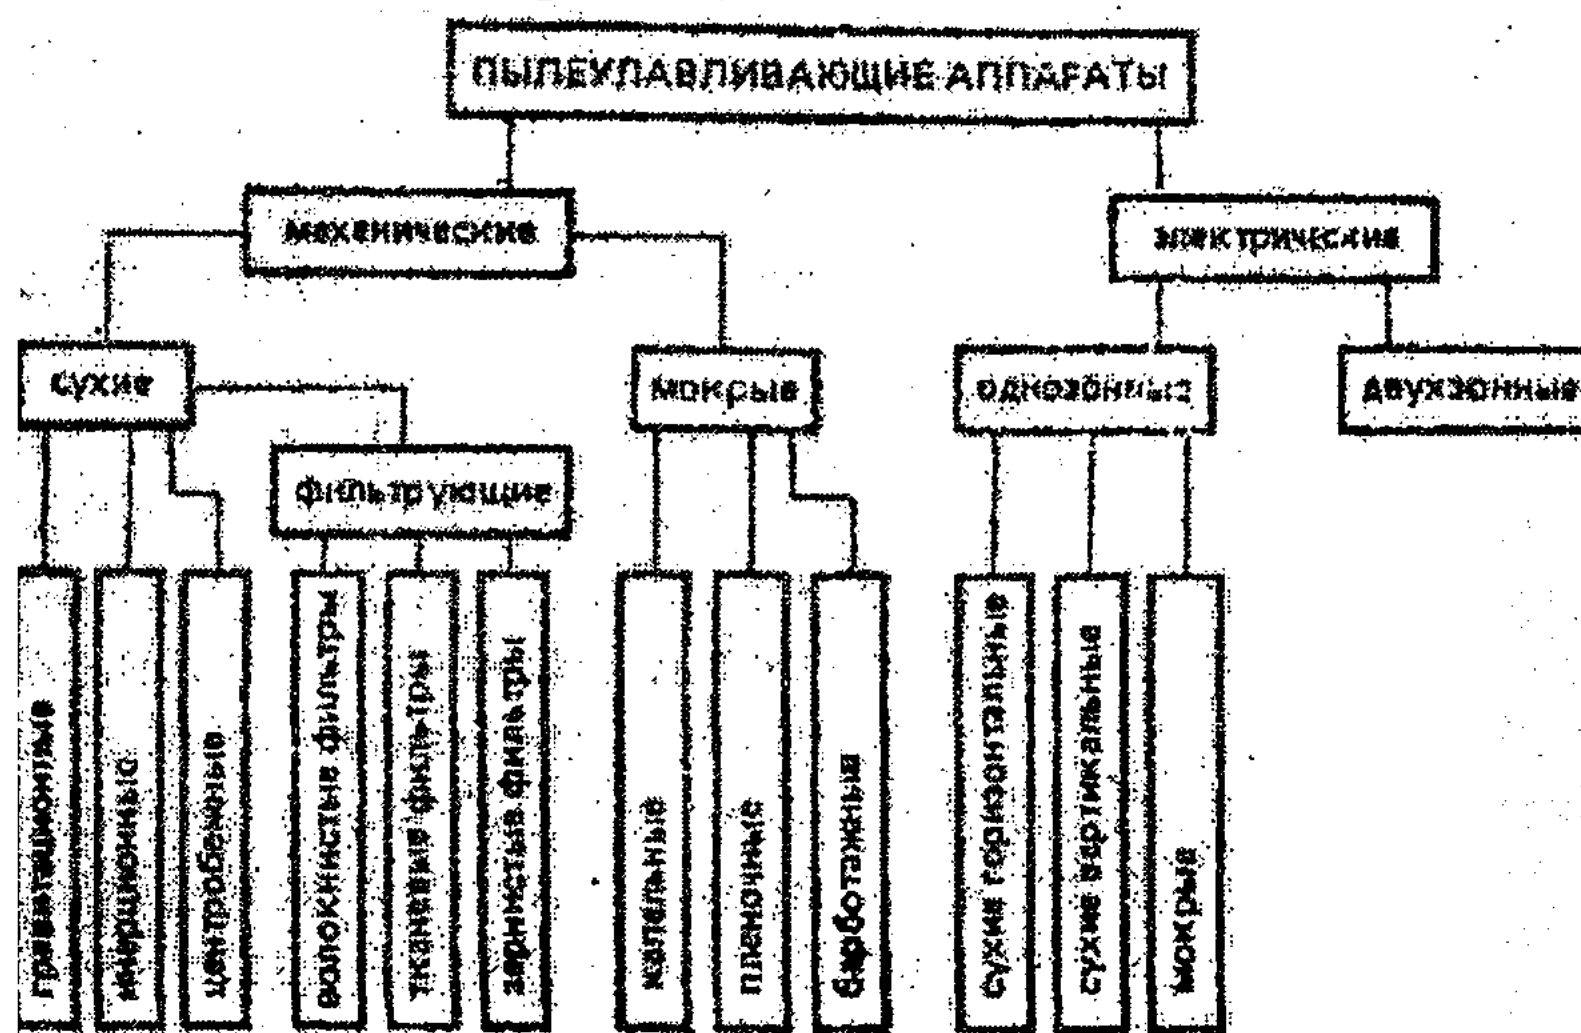 ПЫЛЕУЛАВЛИВАЮЩИЕ АППАРАТЫ
механические
электрические
сухие
мокрые
однозонные
двухзонные
фильтрующие
гравитационные
инерционные
центробежные
волокнистые фильтры
тканевые фильтры
зернистые фильтры
капельные
пленочные
барботажные
сухие горизонтальные
сухие вертикальные
мокрые